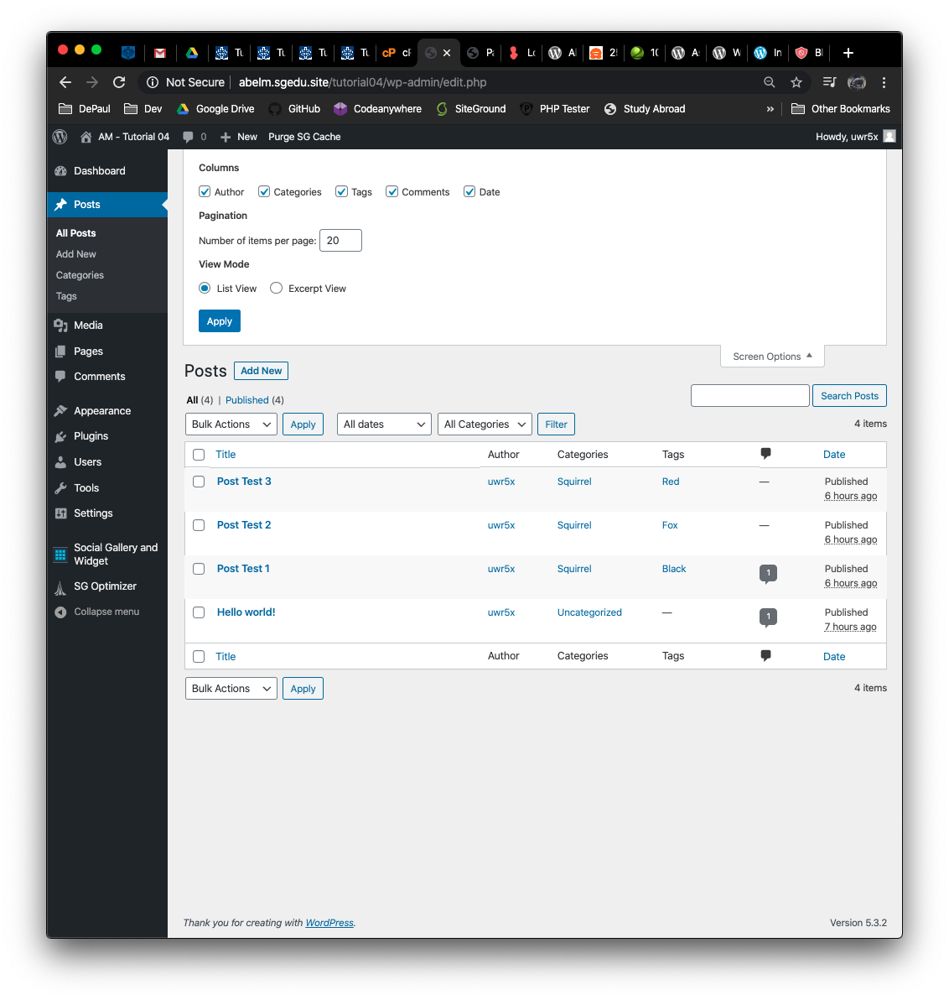 Tu
Tu
Tu
Tu
cP cl
Pa
Lo
Al
25
10
As
W
In
Bl
Not Secure abelm.sgedu.site/tutorial04/wp-admin/edit.php
DePaul Dev Google Drive GitHub Codeanywhere SiteGround PHP Tester Study Abroad » Other Bookmarks
AM - Tutorial 04 0 New Purge SG Cache Howdy, uwr5x
Dashboard
Posts
All Posts
Add New
Categories
Tags
Media
Pages
Comments
Appearance
Plugins
Users
Tools
Settings
Social Gallery and
Widget
SG Optimizer
Collapse menu
Columns
Author Categories Tags Comments Date
Pagination
Number of items per page: 20
View Mode
List View Excerpt View
Apply
Screen Options
Posts Add New
All (4) | Published (4)
Search Posts
Bulk Actions Apply All dates All Categories Filter 4 items
Title Author Categories Tags Date
Post Test 3 uwr5x Squirrel Red — Published
6 hours ago
Post Test 2 uwr5x Squirrel Fox — Published
6 hours ago
Post Test 1 uwr5x Squirrel Black 1 Published
6 hours ago
Hello world! uwr5x Uncategorized — 1 Published
7 hours ago
Title Author Categories Tags Date
Bulk Actions Apply 4 items
Thank you for creating with WordPress. Version 5.3.2